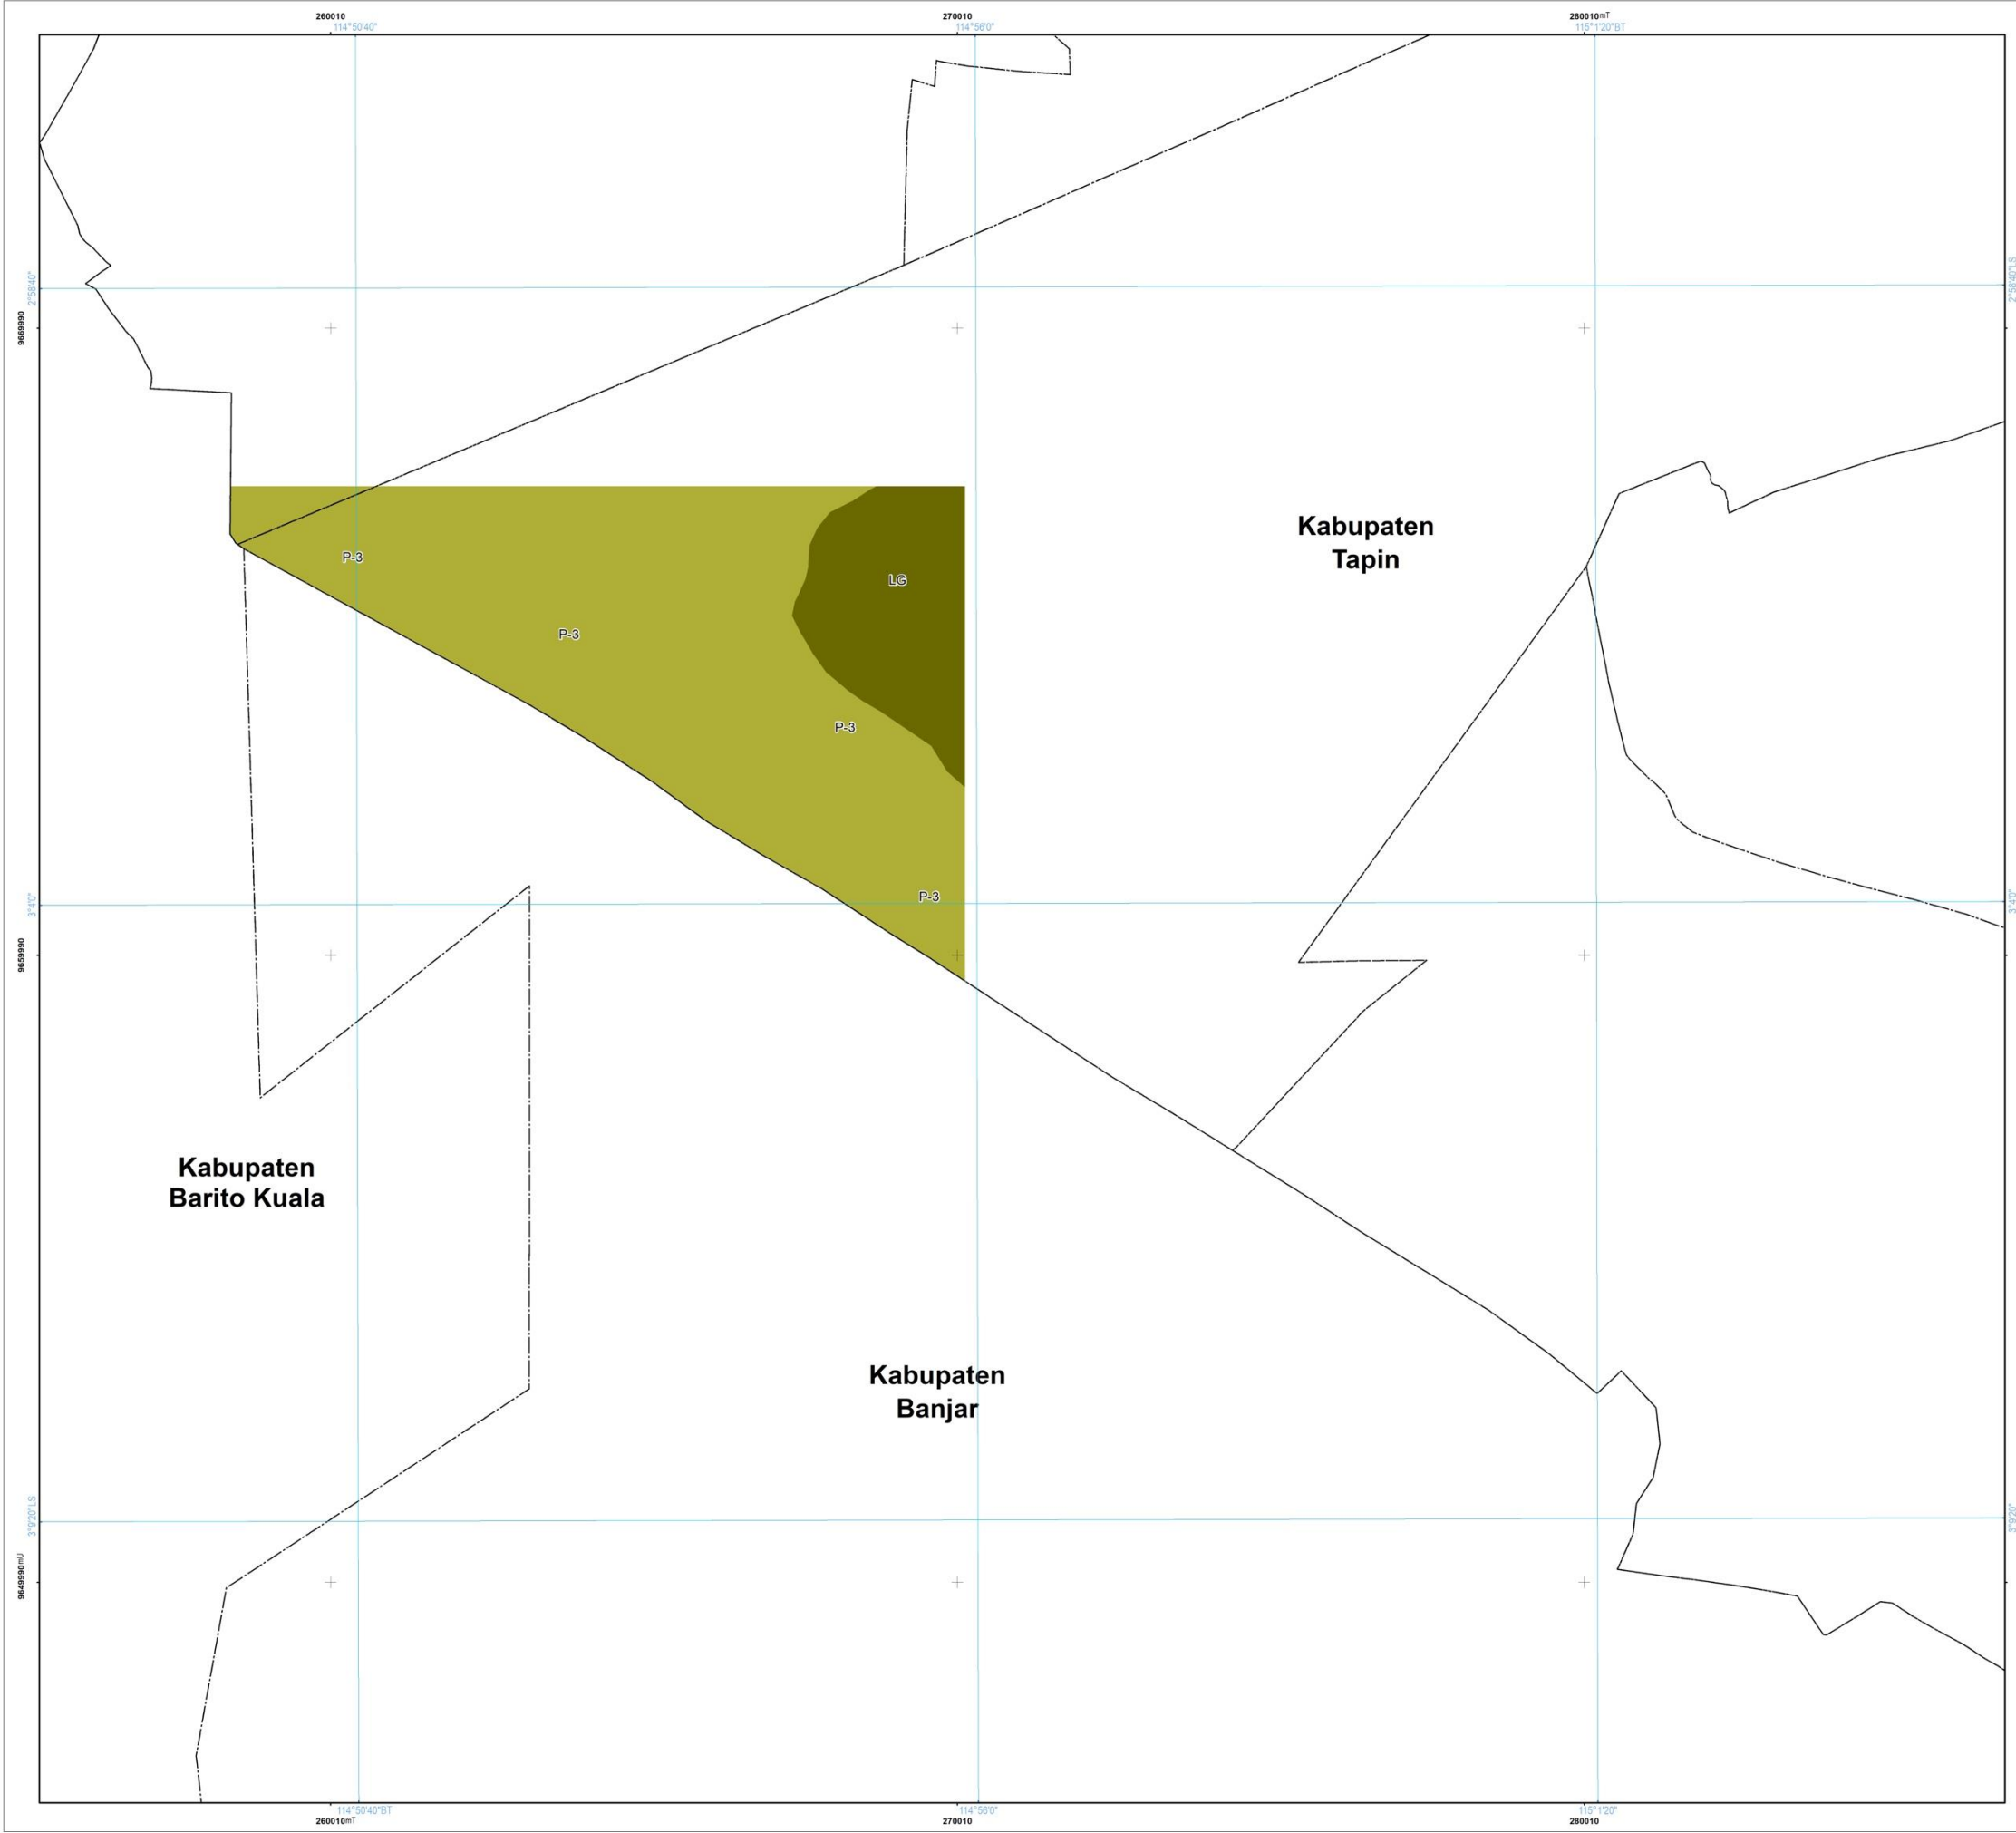 260010
270010
280010mT
114°50'40"
114°56'0"
115°1'20"BT
2°58'40"
2°58'40"LS
9669990
Kabupaten
Tapin
P-3
LG
P-3
P-3
P-3
3°4'0"
3°4'0"
9659990
Kabupaten
Barito Kuala
Kabupaten
Banjar
3°9'20"LS
3°9'20"
9649990mU
114°50'40"BT
114°56'0"
115°1'20"
260010mT
270010
280010